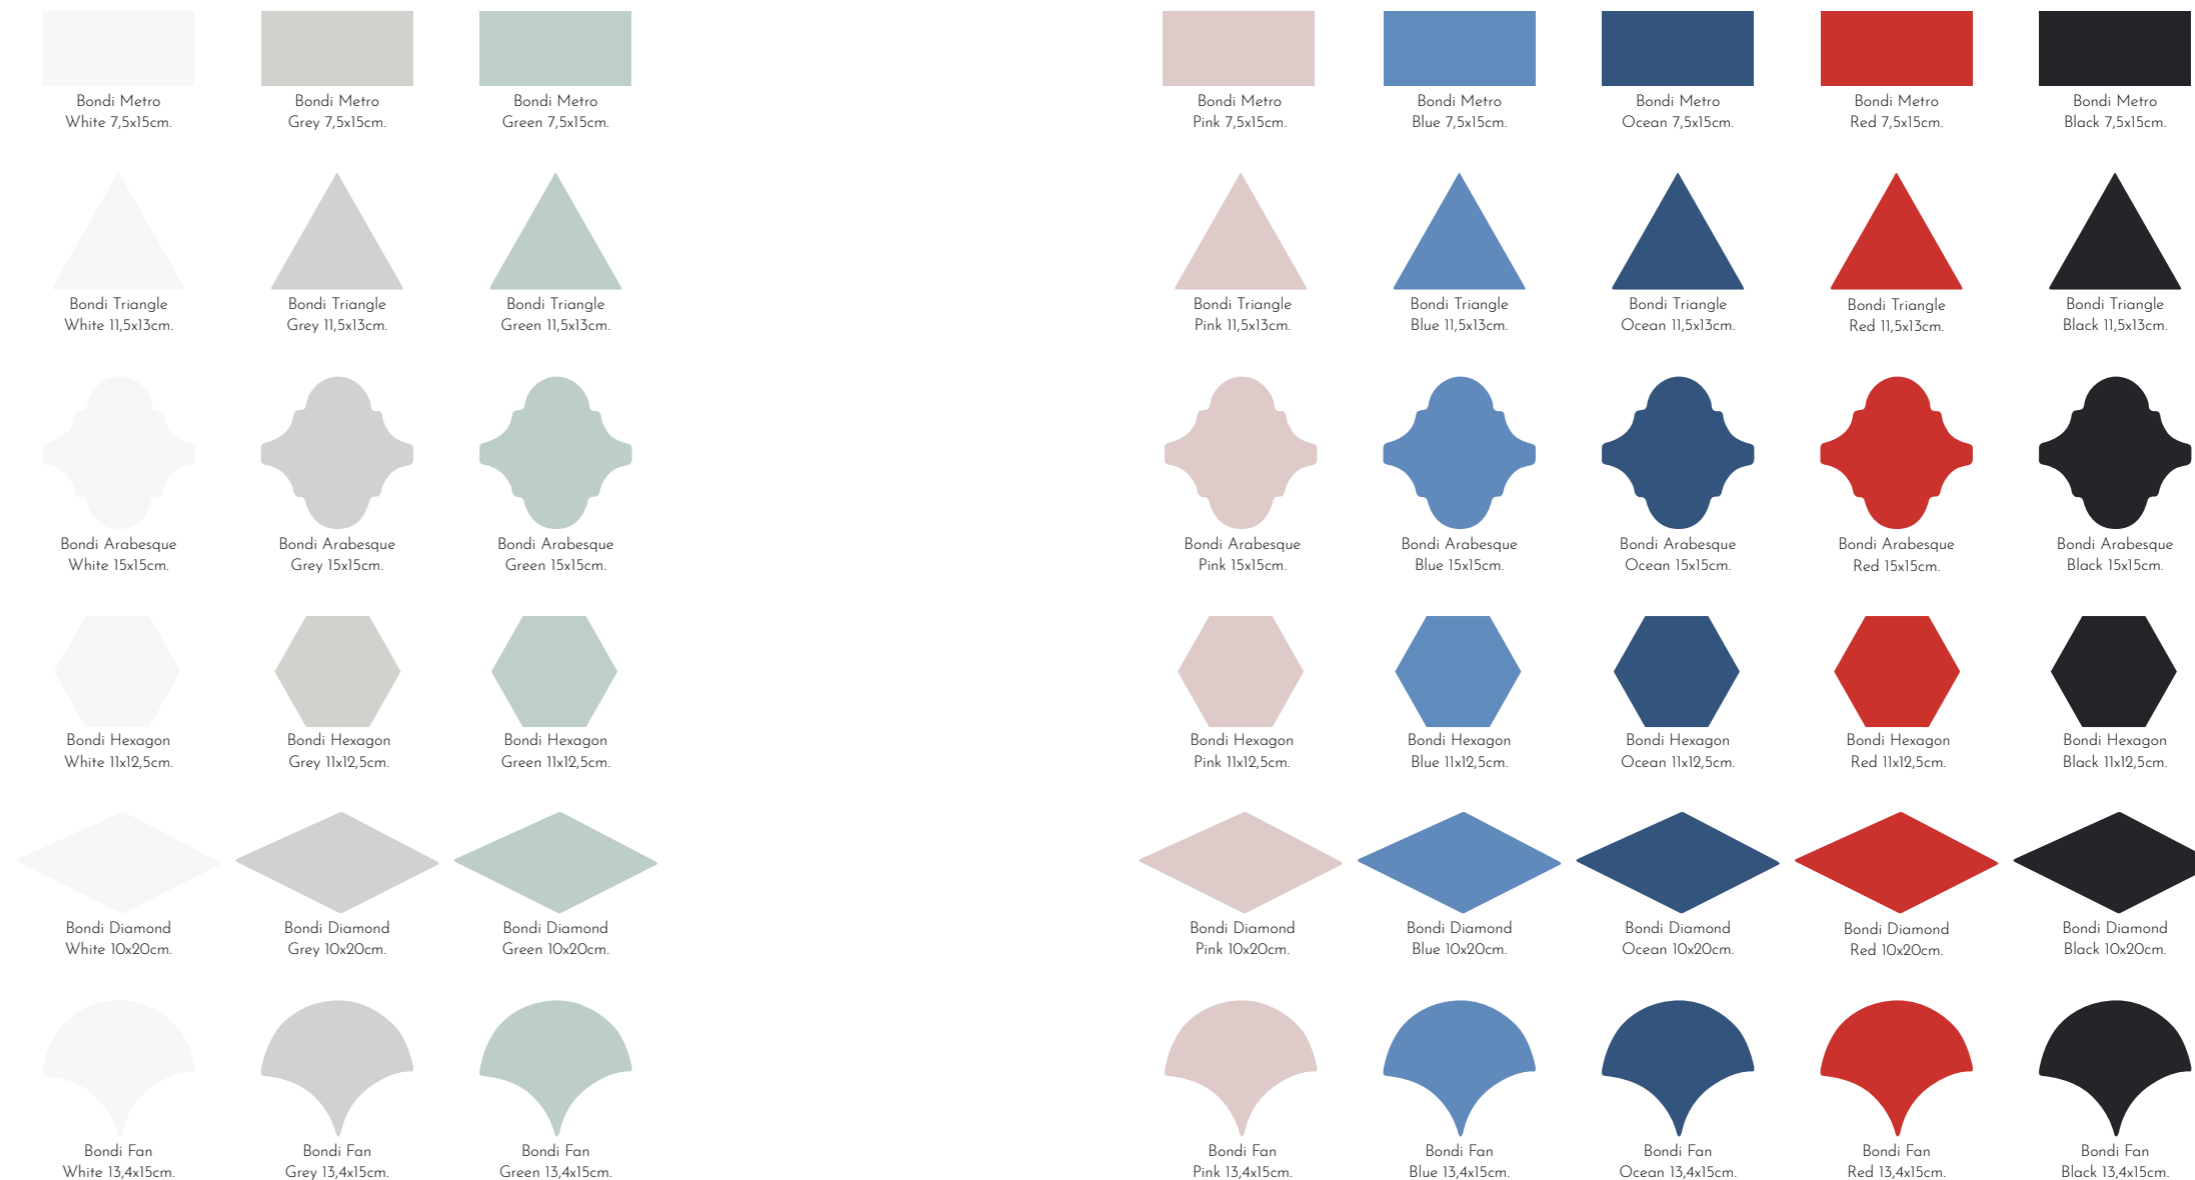 Bondi Metro
White 7,5x15cm.
Bondi Metro
Grey 7,5x15cm.
Bondi Metro
Green 7,5x15cm.
Bondi Metro
Pink 7,5x15cm.
Bondi Metro
Blue 7,5x15cm.
Bondi Metro
Ocean 7,5x15cm.
Bondi Metro
Red 7,5x15cm.
Bondi Metro
Black 7,5x15cm.
Bondi Triangle
White 11,5x13cm.
Bondi Triangle
Grey 11,5x13cm.
Bondi Triangle
Green 11,5x13cm.
Bondi Triangle
Pink 11,5x13cm.
Bondi Triangle
Blue 11,5x13cm.
Bondi Triangle
Ocean 11,5x13cm.
Bondi Triangle
Red 11,5x13cm.
Bondi Triangle
Black 11,5x13cm.
Bondi Arabesque
White 15x15cm.
Bondi Arabesque
Grey 15x15cm.
Bondi Arabesque
Green 15x15cm.
Bondi Arabesque
Pink 15x15cm.
Bondi Arabesque
Blue 15x15cm.
Bondi Arabesque
Ocean 15x15cm.
Bondi Arabesque
Red 15x15cm.
Bondi Arabesque
Black 15x15cm.
Bondi Hexagon
White 11x12,5cm.
Bondi Hexagon
Grey 11x12,5cm.
Bondi Hexagon
Green 11x12,5cm.
Bondi Hexagon
Pink 11x12,5cm.
Bondi Hexagon
Blue 11x12,5cm.
Bondi Hexagon
Ocean 11x12,5cm.
Bondi Hexagon
Red 11x12,5cm.
Bondi Hexagon
Black 11x12,5cm.
Bondi Diamond
White 10x20cm.
Bondi Diamond
Grey 10x20cm.
Bondi Diamond
Green 10x20cm.
Bondi Diamond
Pink 10x20cm.
Bondi Diamond
Blue 10x20cm.
Bondi Diamond
Ocean 10x20cm.
Bondi Diamond
Red 10x20cm.
Bondi Diamond
Black 10x20cm.
Bondi Fan
White 13,4x15cm.
Bondi Fan
Grey 13,4x15cm.
Bondi Fan
Green 13,4x15cm.
Bondi Fan
Pink 13,4x15cm.
Bondi Fan
Blue 13,4x15cm.
Bondi Fan
Ocean 13,4x15cm.
Bondi Fan
Red 13,4x15cm.
Bondi Fan
Black 13,4x15cm.